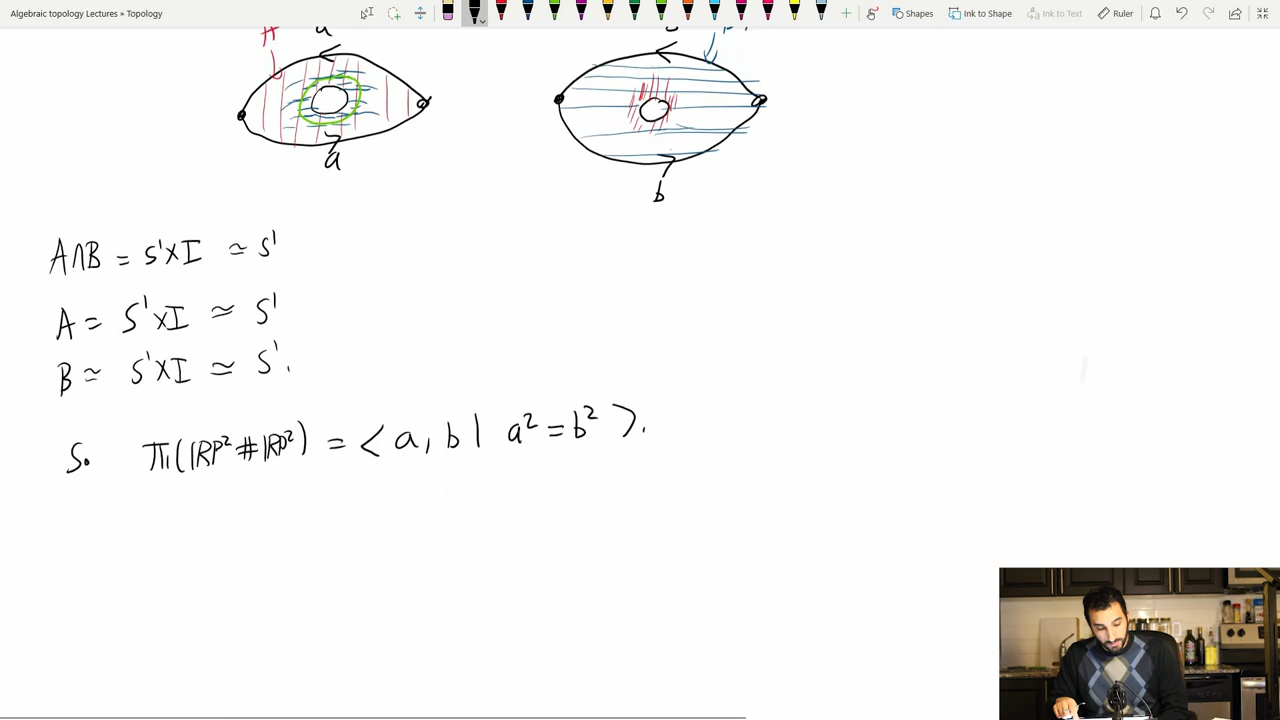 Algebraic topology Lectures » Topology
Shapes
Ink to Shape
Ink to Text
Ruler
a
a
b
A∩B = S¹×I ≃ S¹
A = S¹×I ≃ S¹
B ≃ S¹×I ≃ S¹.
So π₁(ℝP²#ℝP²) = < a, b | a² = b² >.